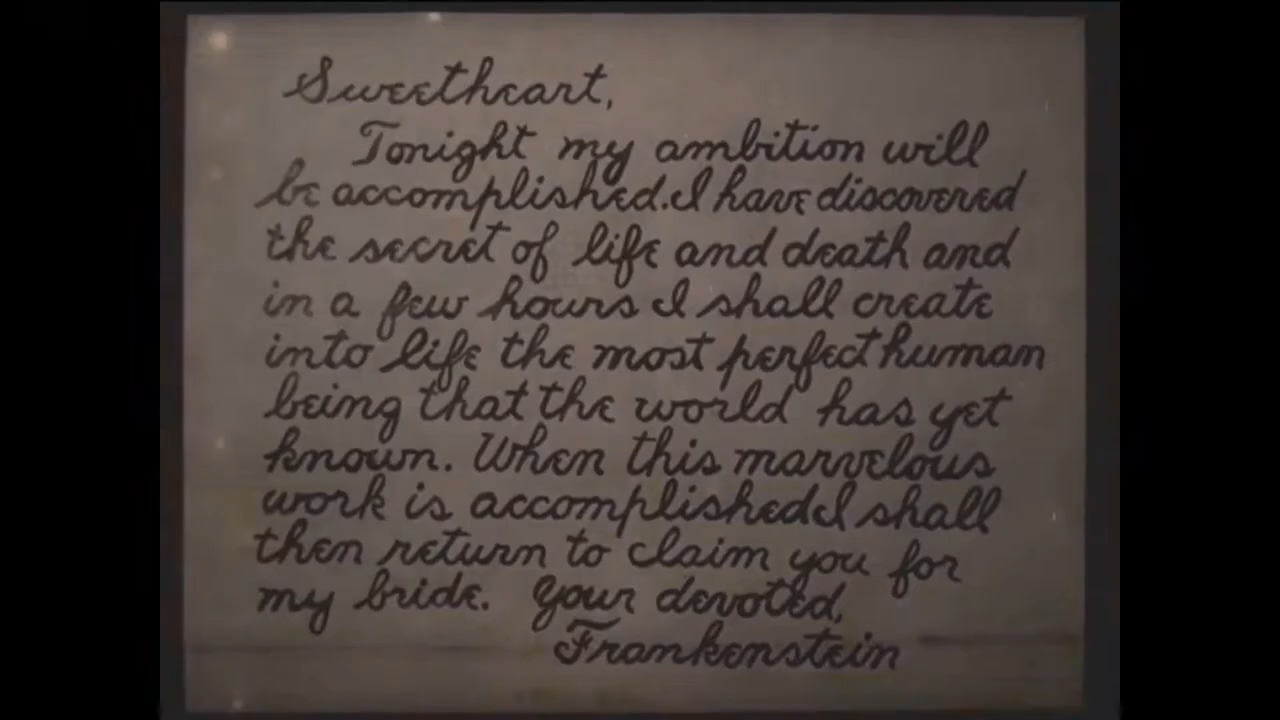 Sweetheart,
Tonight my ambition will
be accomplished. I have discovered
the secret of life and death and
in a few hours I shall create
into life the most perfect human
being that the world has yet
known. When this marvelous
work is accomplished I shall
then return to claim you for
my bride. Your devoted,
Frankenstein